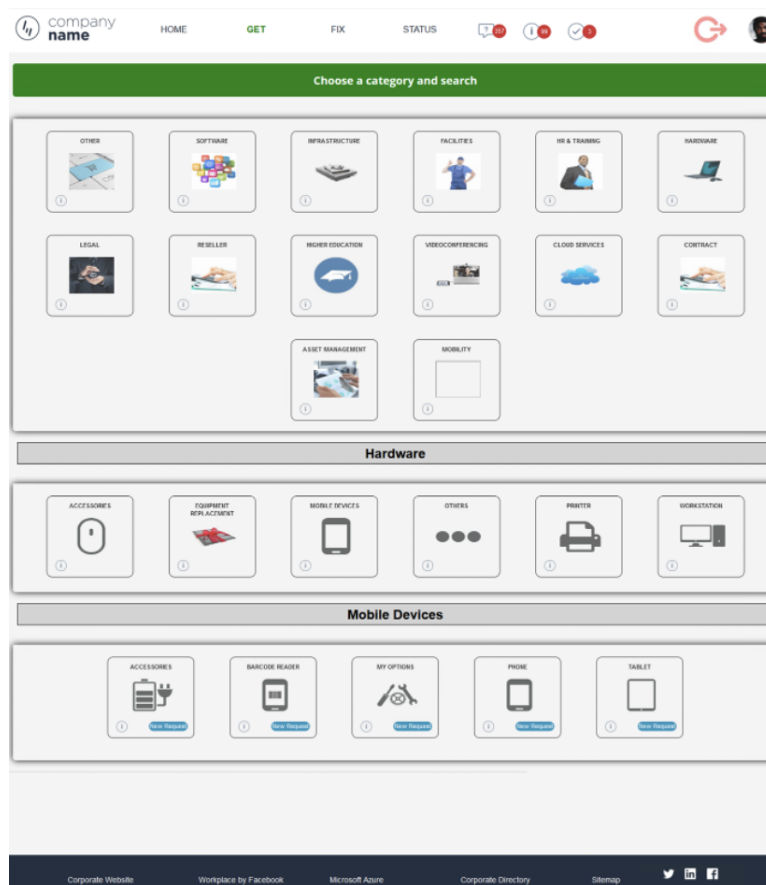 company
name
HOME GET FIX STATUS ? 357 i 96 3
Choose a category and search
OTHER SOFTWARE INFRASTRUCTURE FACILITIES HR & TRAINING HARDWARE
i i i i i i
LEGAL RESELLER HIGHER EDUCATION VIDEOCONFERENCING CLOUD SERVICES CONTRACT
i i i i i i
ASSET MANAGEMENT MOBILITY
i i
Hardware
ACCESSORIES EQUIPMENT REPLACEMENT MOBILE DEVICES OTHERS PRINTER WORKSTATION
i i i i i i
Mobile Devices
ACCESSORIES BARCODE READER MY OPTIONS PHONE TABLET
i New Request i New Request i New Request i New Request i New Request
Corporate Website Workplace by Facebook Microsoft Azure Corporate Directory Sitemap